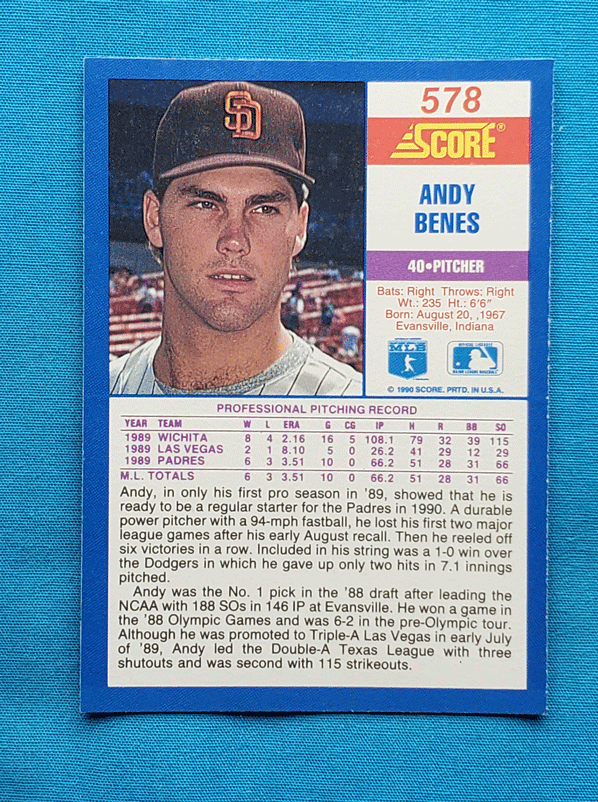 SD
578
SCORE®
ANDY
BENES
40•PITCHER
Bats: Right Throws: Right
Wt.: 235 Ht.: 6'6"
Born: August 20, ,1967
Evansville, Indiana
MLS
MAJOR LEAGUE BASEBALL
© 1990 SCORE. PRTD. IN U.S.A.
PROFESSIONAL PITCHING RECORD
YEAR TEAM W L ERA G CG IP H R BB SO
1989 WICHITA 8 4 2.16 16 5 108.1 79 32 39 115
1989 LAS VEGAS 2 1 8.10 5 0 26.2 41 29 12 29
1989 PADRES 6 3 3.51 10 0 66.2 51 28 31 66
M.L. TOTALS 6 3 3.51 10 0 66.2 51 28 31 66
Andy, in only his first pro season in '89, showed that he is
ready to be a regular starter for the Padres in 1990. A durable
power pitcher with a 94-mph fastball, he lost his first two major
league games after his early August recall. Then he reeled off
six victories in a row. Included in his string was a 1-0 win over
the Dodgers in which he gave up only two hits in 7.1 innings
pitched.
Andy was the No. 1 pick in the '88 draft after leading the
NCAA with 188 SOs in 146 IP at Evansville. He won a game in
the '88 Olympic Games and was 6-2 in the pre-Olympic tour.
Although he was promoted to Triple-A Las Vegas in early July
of '89, Andy led the Double-A Texas League with three
shutouts and was second with 115 strikeouts.